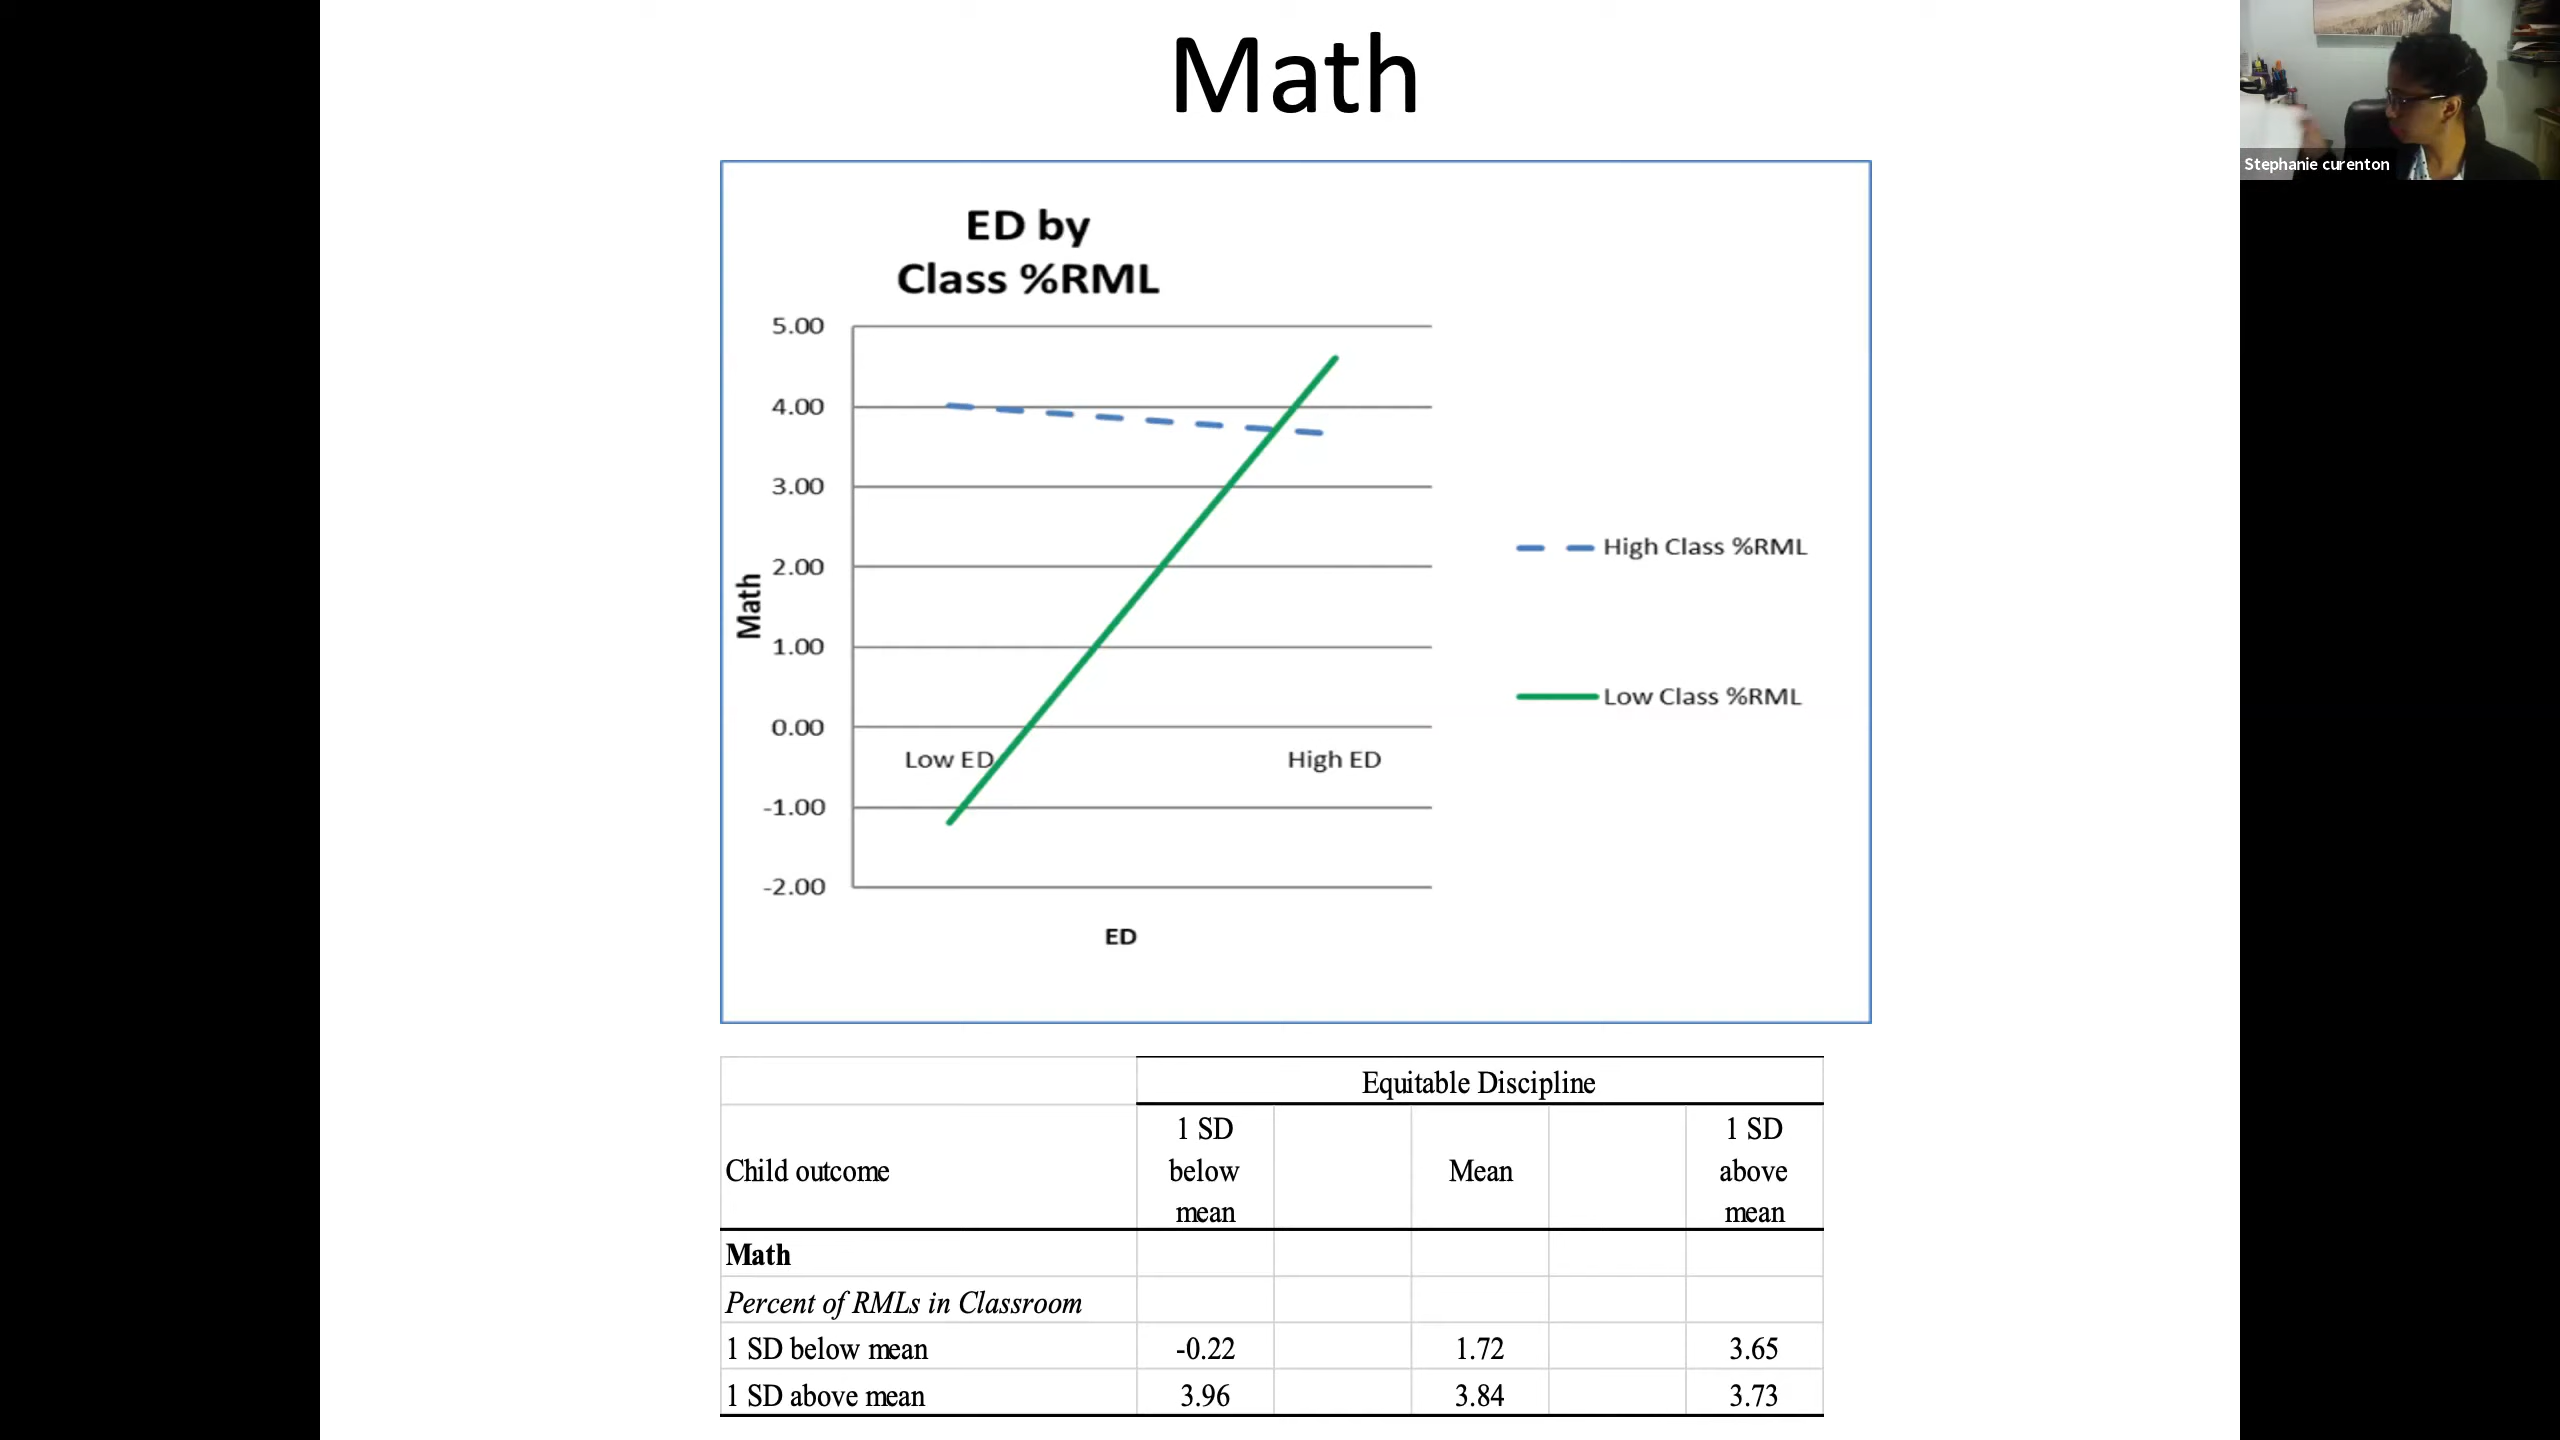 Math
Stephanie curenton
ED by
Class %RML
5.00
4.00
3.00
2.00
1.00
0.00
-1.00
-2.00
Math
Low ED
High ED
ED
High Class %RML
Low Class %RML
Equitable Discipline
Child outcome
1 SD
below
mean
Mean
1 SD
above
mean
Math
Percent of RMLs in Classroom
1 SD below mean -0.22 1.72 3.65
1 SD above mean 3.96 3.84 3.73